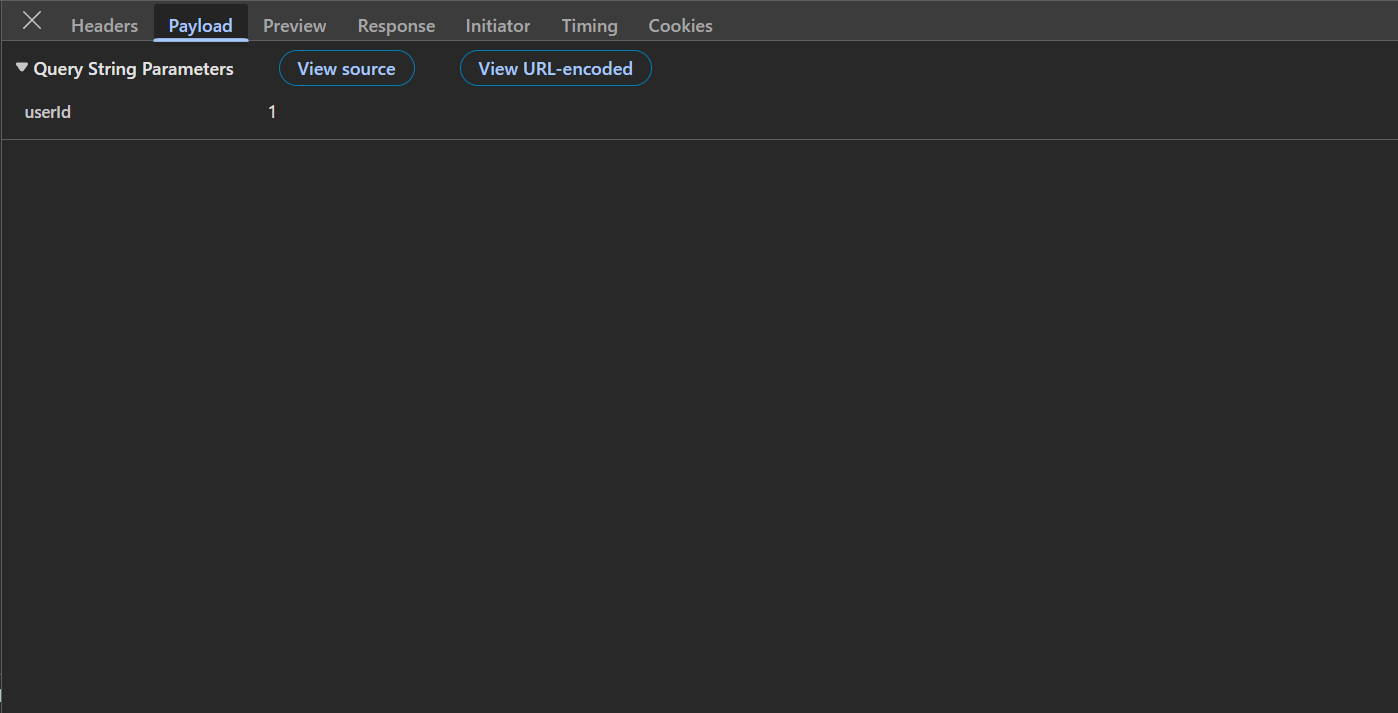 Headers Payload Preview Response Initiator Timing Cookies
Query String Parameters View source View URL-encoded
userId 1